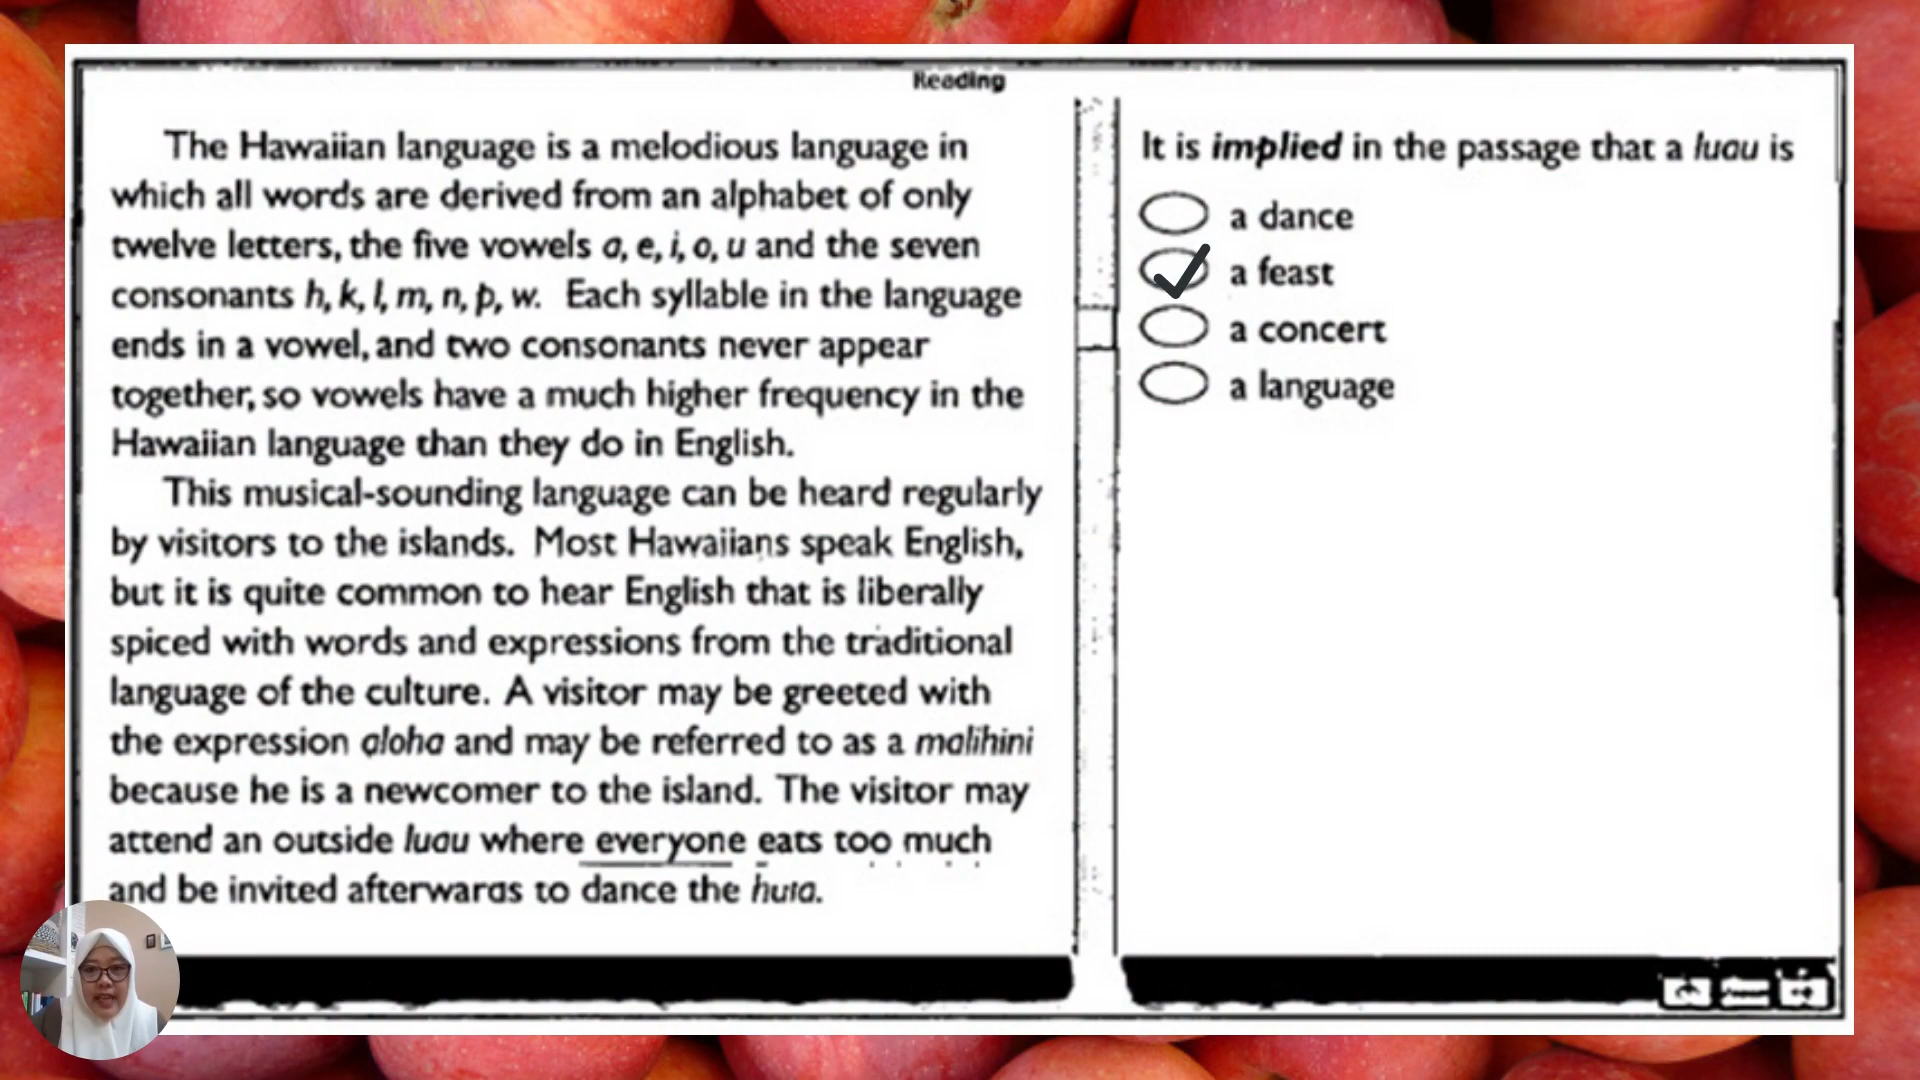 Reading
The Hawaiian language is a melodious language in
which all words are derived from an alphabet of only
twelve letters, the five vowels a, e, i, o, u and the seven
consonants h, k, l, m, n, p, w. Each syllable in the language
ends in a vowel, and two consonants never appear
together, so vowels have a much higher frequency in the
Hawaiian language than they do in English.
This musical-sounding language can be heard regularly
by visitors to the islands. Most Hawaiians speak English,
but it is quite common to hear English that is liberally
spiced with words and expressions from the traditional
language of the culture. A visitor may be greeted with
the expression aloha and may be referred to as a malihini
because he is a newcomer to the island. The visitor may
attend an outside luau where everyone eats too much
and be invited afterwards to dance the hula.
It is implied in the passage that a luau is
a dance
a feast
a concert
a language